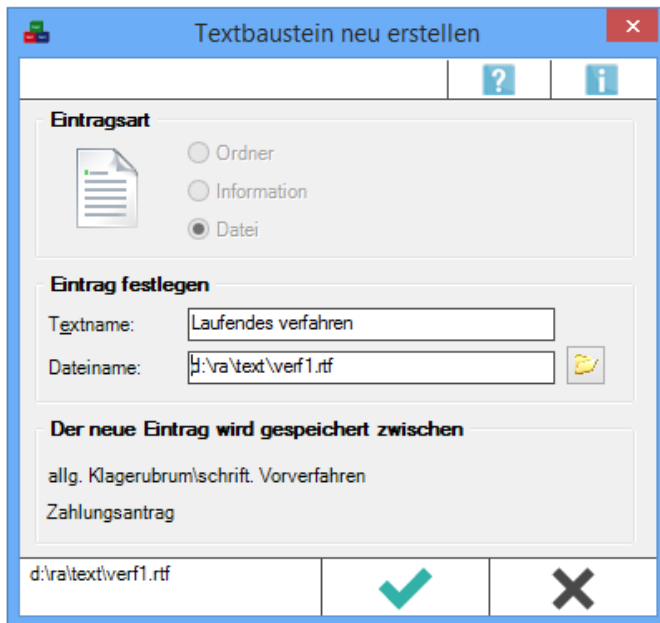 Textbaustein neu erstellen
Eintragsart
Ordner
Information
Datei
Eintrag festlegen
Textname: Laufendes verfahren
Dateiname: d:\ra\text\verf1.rtf
Der neue Eintrag wird gespeichert zwischen
allg. Klagerubrum\schrift. Vorverfahren
Zahlungsantrag
d:\ra\text\verf1.rtf